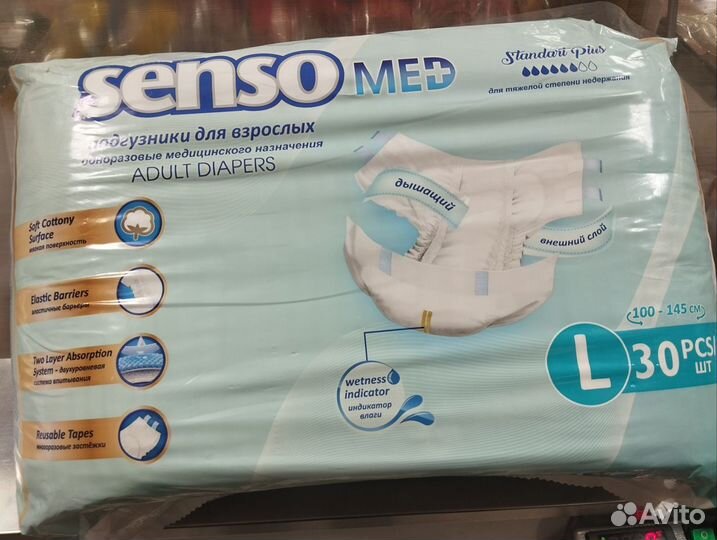 senso MED
Standart Plus
для тяжелой степени недержания
подгузники для взрослых
одноразовые медицинского назначения
ADULT DIAPERS
дышащий
внешний слой
Soft Cottony
Surface
мягкая поверхность
Elastic Barriers
эластичные барьеры
Two Layer Absorption
System - двухуровневая
система впитывания
Reusable Tapes
многоразовые застёжки
wetness
indicator
индикатор
влаги
100 - 145 СМ
L 30 PCS/
ШТ
Avito